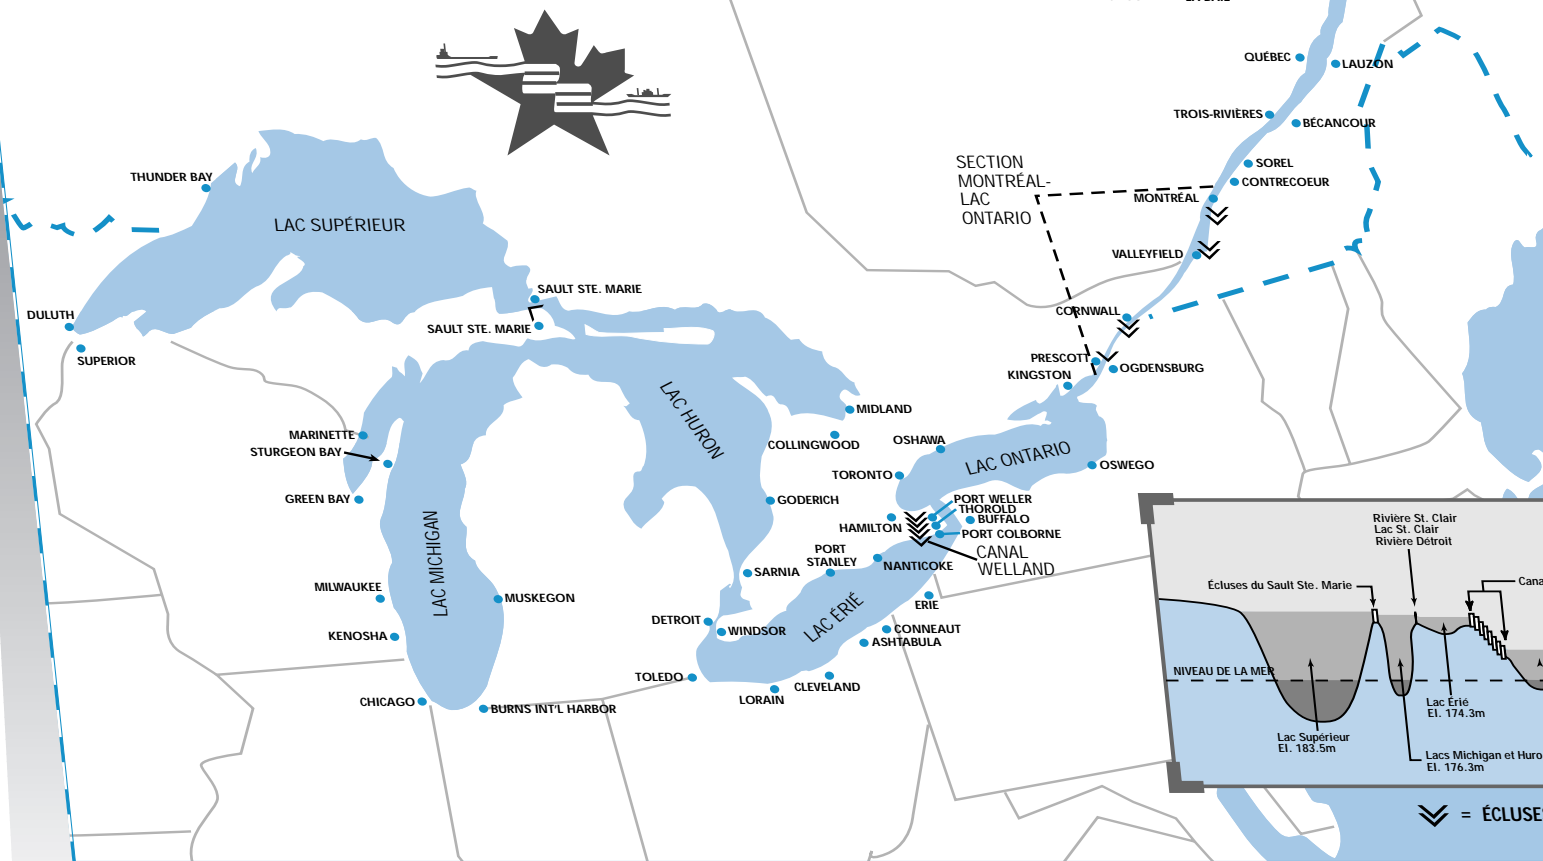 QUÉBEC
LAUZON
TROIS-RIVIÈRES
BÉCANCOUR
SECTION
MONTRÉAL-
LAC
ONTARIO
SOREL
CONTRECOEUR
MONTRÉAL
VALLEYFIELD
THUNDER BAY
LAC SUPÉRIEUR
SAULT STE. MARIE
SAULT STE. MARIE
DULUTH
SUPERIOR
CORNWALL
PRESCOTT
OGDENSBURG
KINGSTON
LAC HURON
MIDLAND
COLLINGWOOD
OSHAWA
LAC ONTARIO
TORONTO
OSWEGO
MARINETTE
STURGEON BAY
GREEN BAY
GODERICH
PORT WELLER
THOROLD
HAMILTON
BUFFALO
PORT COLBORNE
CANAL
WELLAND
LAC MICHIGAN
PORT
STANLEY
NANTICOKE
SARNIA
MILWAUKEE
MUSKEGON
ERIE
KENOSHA
DETROIT
WINDSOR
LAC ÉRIÉ
CONNEAUT
ASHTABULA
TOLEDO
CLEVELAND
LORAIN
CHICAGO
BURNS INT'L HARBOR
Rivière St. Clair
Lac St. Clair
Rivière Détroit
Écluses du Sault Ste. Marie
Cana
NIVEAU DE LA MER
Lac Érié
El. 174.3m
Lac Supérieur
El. 183.5m
Lacs Michigan et Huro
El. 176.3m
= ÉCLUSE